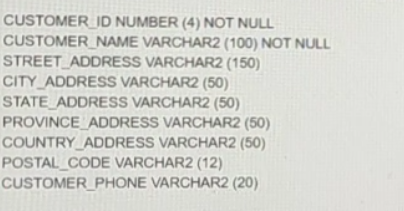 CUSTOMER_ID NUMBER (4) NOT NULL
CUSTOMER_NAME VARCHAR2 (100) NOT NULL
STREET_ADDRESS VARCHAR2 (150)
CITY_ADDRESS VARCHAR2 (50)
STATE_ADDRESS VARCHAR2 (50)
PROVINCE_ADDRESS VARCHAR2 (50)
COUNTRY_ADDRESS VARCHAR2 (50)
POSTAL_CODE VARCHAR2 (12)
CUSTOMER_PHONE VARCHAR2 (20)